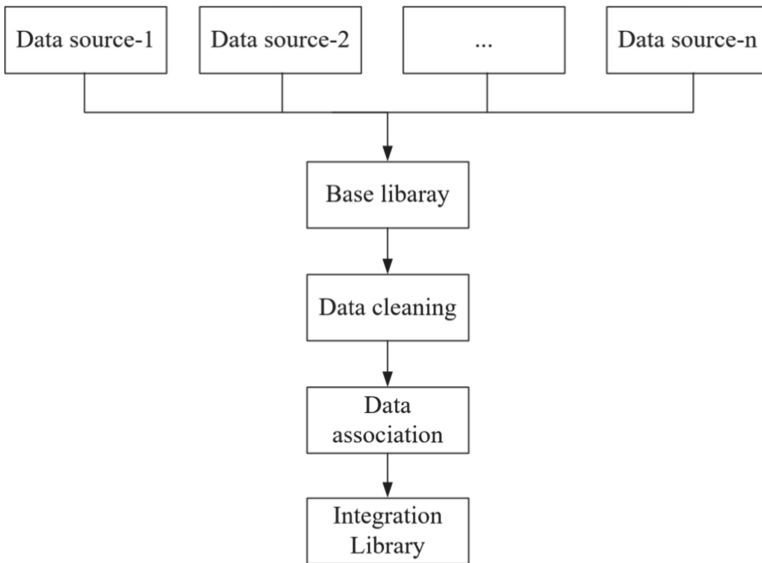 Data source-1
Data source-2
...
Data source-n
Base libaray
Data cleaning
Data
association
Integration
Library